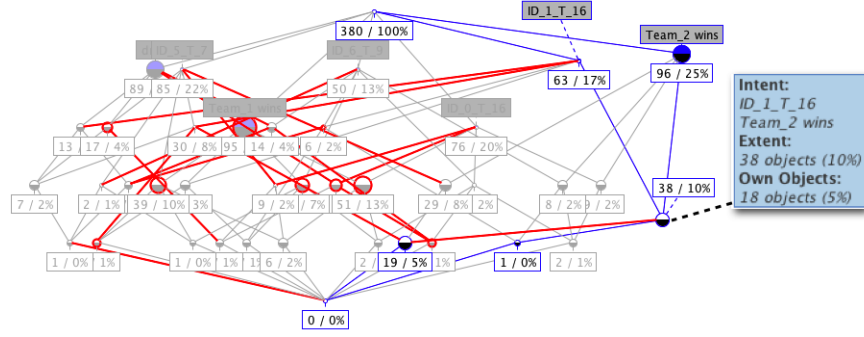 ID_1_T_16
380 / 100%
Team_2 wins
ID_5_T_7
ID_6_T_9
63 / 17%
96 / 25%
89
85 / 22%
50 / 13%
Intent:
ID_1_T_16
Team_2 wins
Extent:
38 objects (10%)
Own Objects:
18 objects (5%)
Team_1 wins
ID_0_T_16
13
17 / 4%
30 / 8%
95
14 / 4%
6 / 2%
76 / 20%
38 / 10%
7 / 2%
2 / 1%
39 / 10%
3%
9 / 2%
7%
51 / 13%
29 / 8%
2%
8 / 2%
/ 2%
1 / 0%
1%
1 / 0%
1%
6 / 2%
2 /
19 / 5%
1%
1 / 0%
2 / 1%
0 / 0%